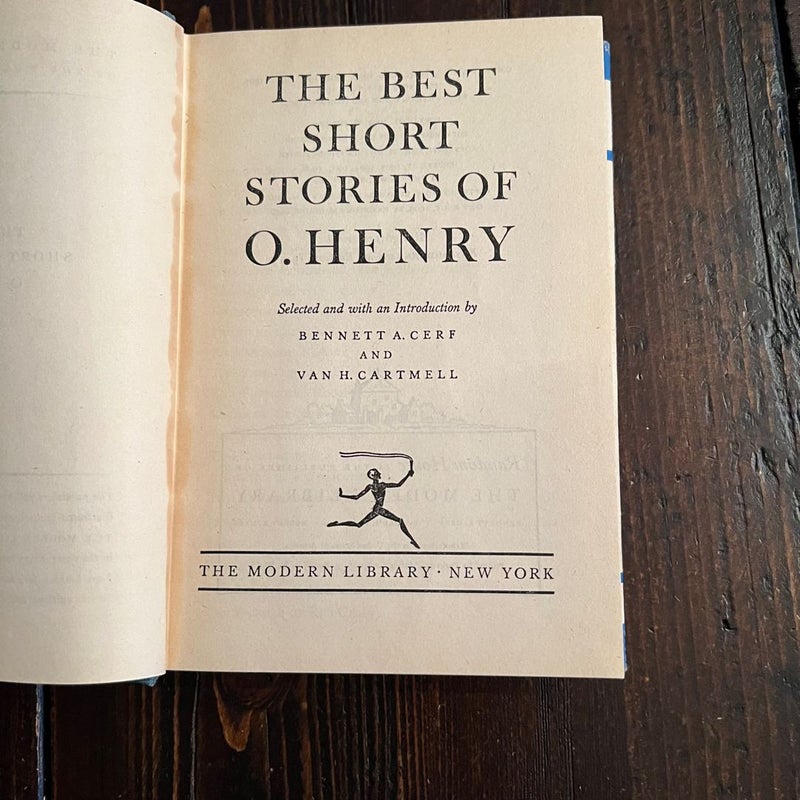 THE BEST
SHORT
STORIES OF
O. HENRY
Selected and with an Introduction by
BENNETT A. CERF
AND
VAN H. CARTMELL
THE MODERN LIBRARY · NEW YORK